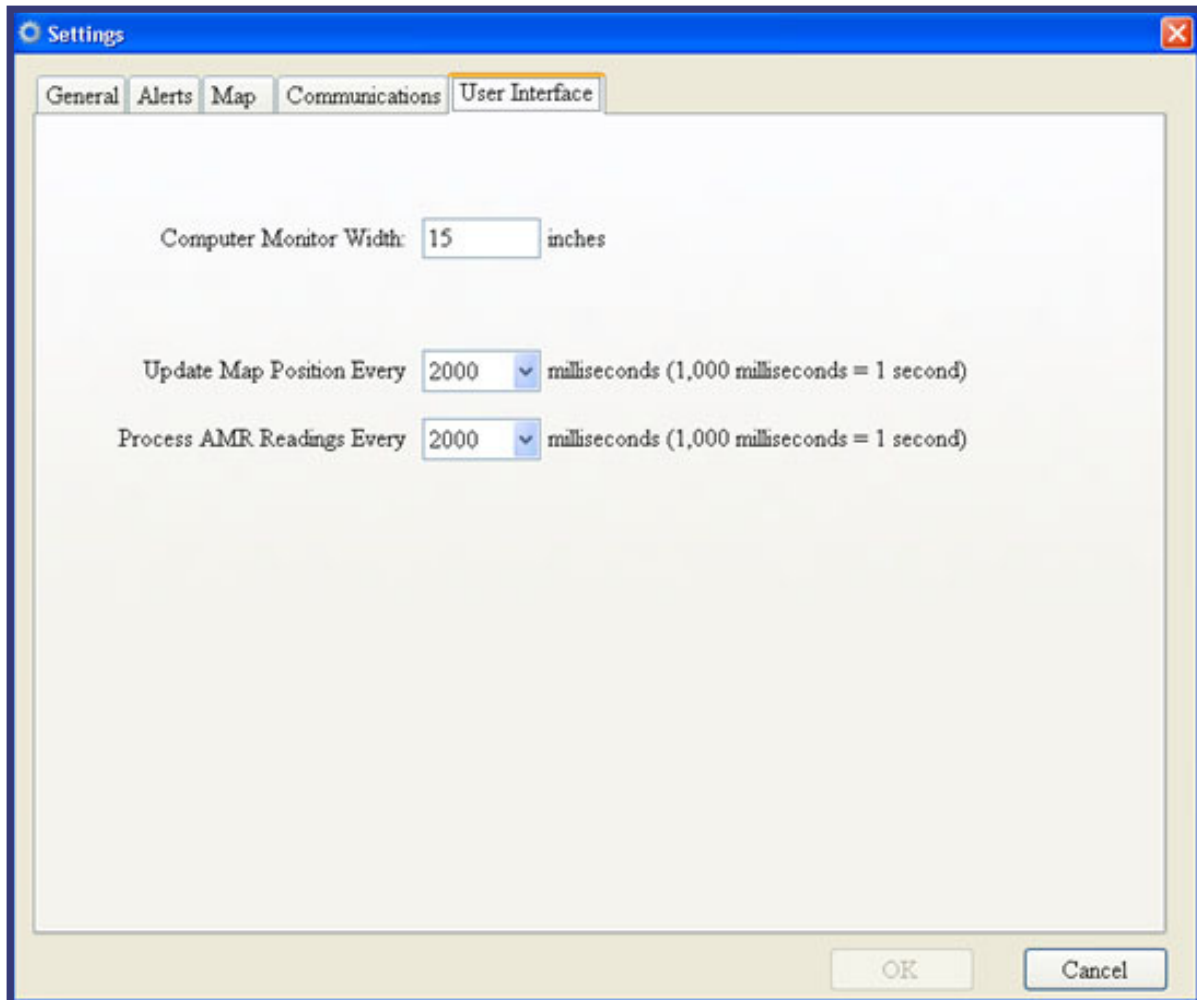 Settings
General Alerts Map Communications User Interface
Computer Monitor Width: 15 inches
Update Map Position Every 2000 milliseconds (1,000 milliseconds = 1 second)
Process AMR Readings Every 2000 milliseconds (1,000 milliseconds = 1 second)
OK Cancel